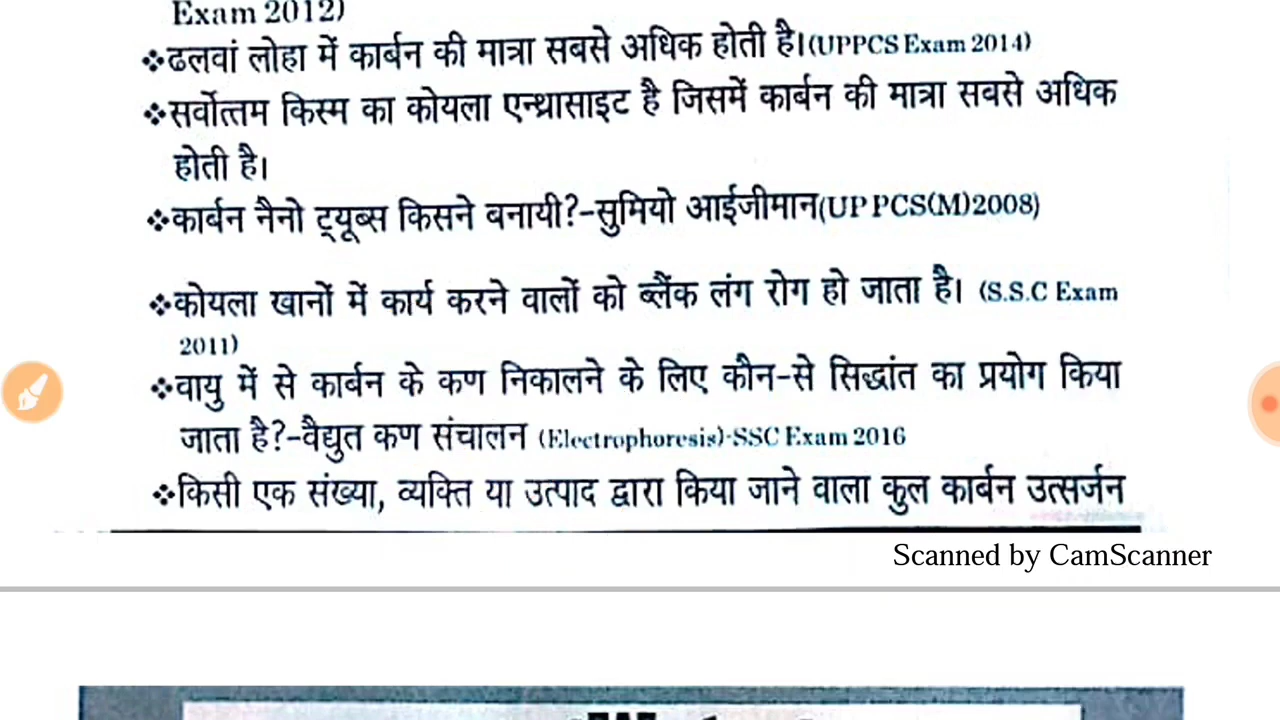 Exam 2012)
❖ढलवां लोहा में कार्बन की मात्रा सबसे अधिक होती है।(UPPCS Exam 2014)
❖सर्वोत्तम किस्म का कोयला एन्थ्रासाइट है जिसमें कार्बन की मात्रा सबसे अधिक
होती है।
❖कार्बन नैनो ट्यूब्स किसने बनायी?-सुमियो आईजीमान(UP PCS(M)2008)
❖कोयला खानों में कार्य करने वालों को ब्लैंक लंग रोग हो जाता है। (S.S.C Exam
2011)
❖वायु में से कार्बन के कण निकालने के लिए कौन-से सिद्धांत का प्रयोग किया
जाता है?-वैद्युत कण संचालन (Electrophoresis)-SSC Exam 2016
❖किसी एक संख्या, व्यक्ति या उत्पाद द्वारा किया जाने वाला कुल कार्बन उत्सर्जन
Scanned by CamScanner